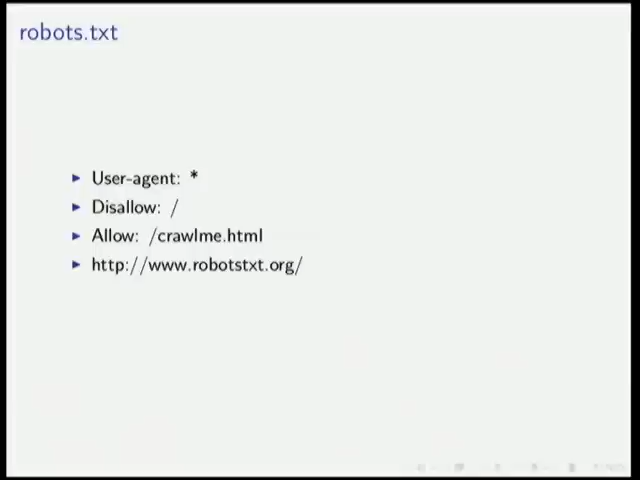 robots.txt
User-agent: *
Disallow: /
Allow: /crawlme.html
http://www.robotstxt.org/